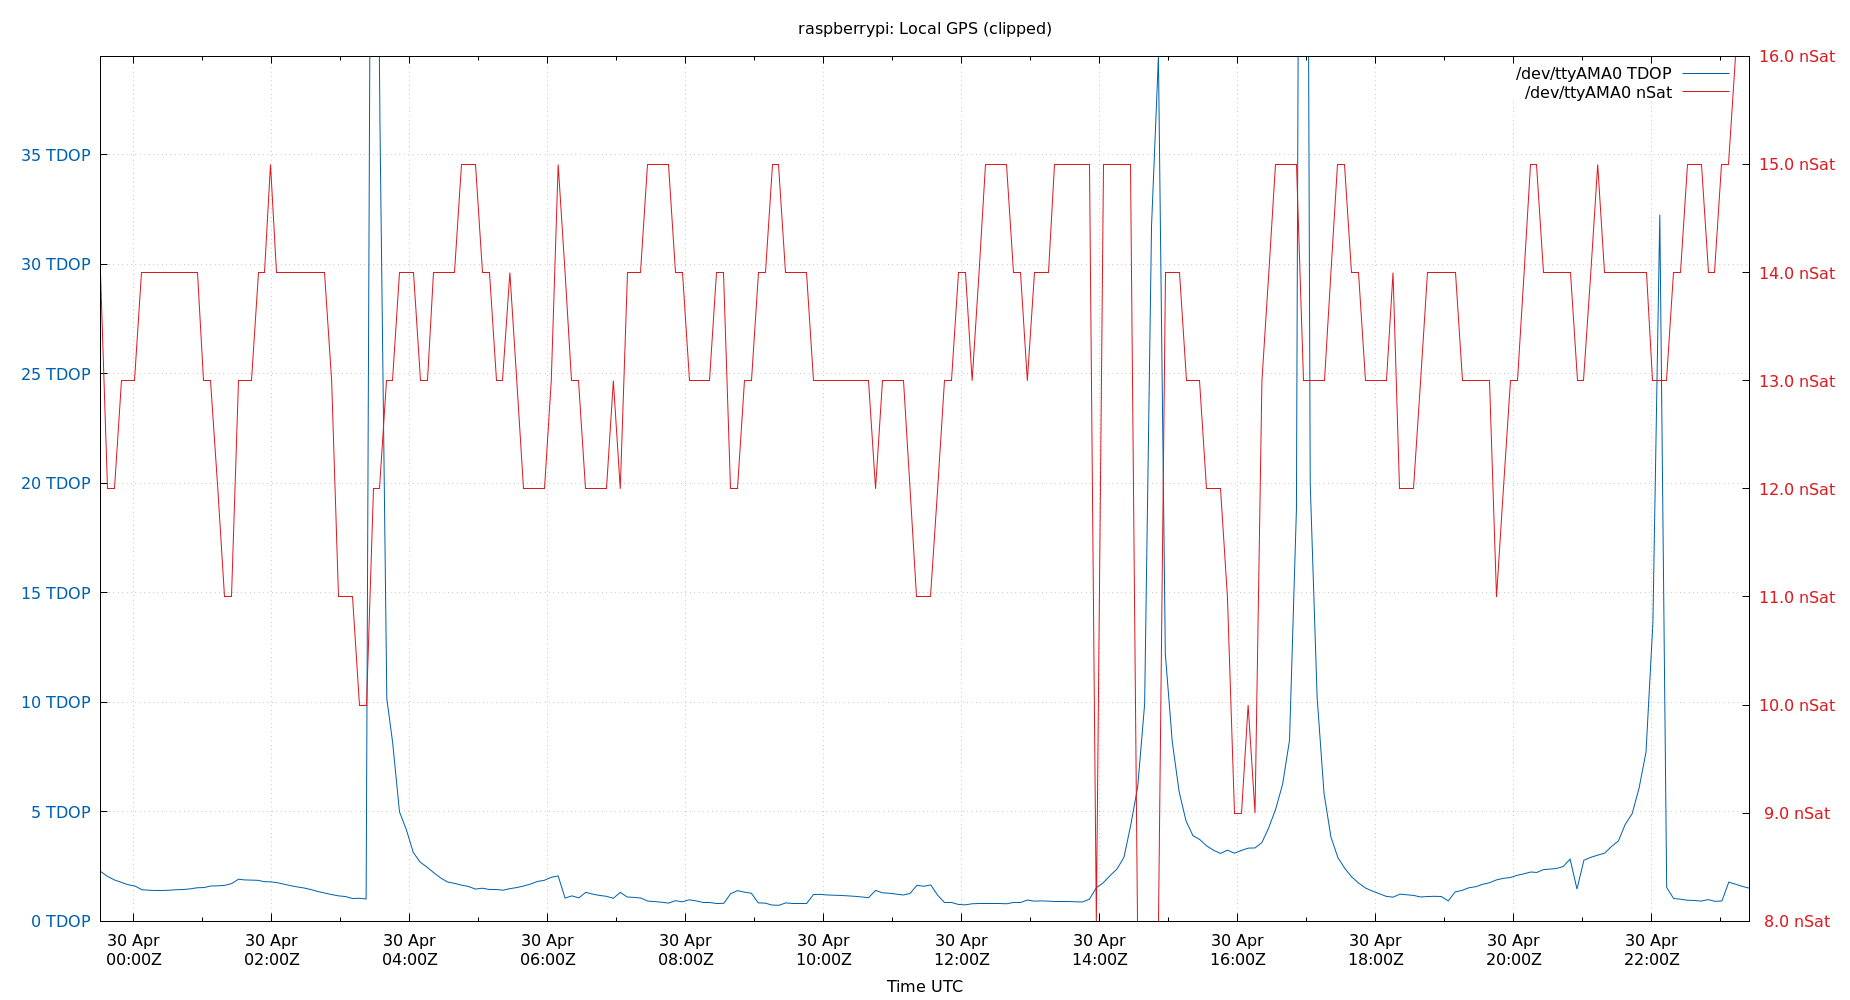 raspberrypi: Local GPS (clipped)
/dev/ttyAMA0 TDOP
/dev/ttyAMA0 nSat
35 TDOP
30 TDOP
25 TDOP
20 TDOP
15 TDOP
10 TDOP
5 TDOP
0 TDOP
16.0 nSat
15.0 nSat
14.0 nSat
13.0 nSat
12.0 nSat
11.0 nSat
10.0 nSat
9.0 nSat
8.0 nSat
30 Apr 30 Apr 30 Apr 30 Apr 30 Apr 30 Apr 30 Apr 30 Apr 30 Apr 30 Apr 30 Apr 30 Apr
00:00Z 02:00Z 04:00Z 06:00Z 08:00Z 10:00Z 12:00Z 14:00Z 16:00Z 18:00Z 20:00Z 22:00Z
Time UTC